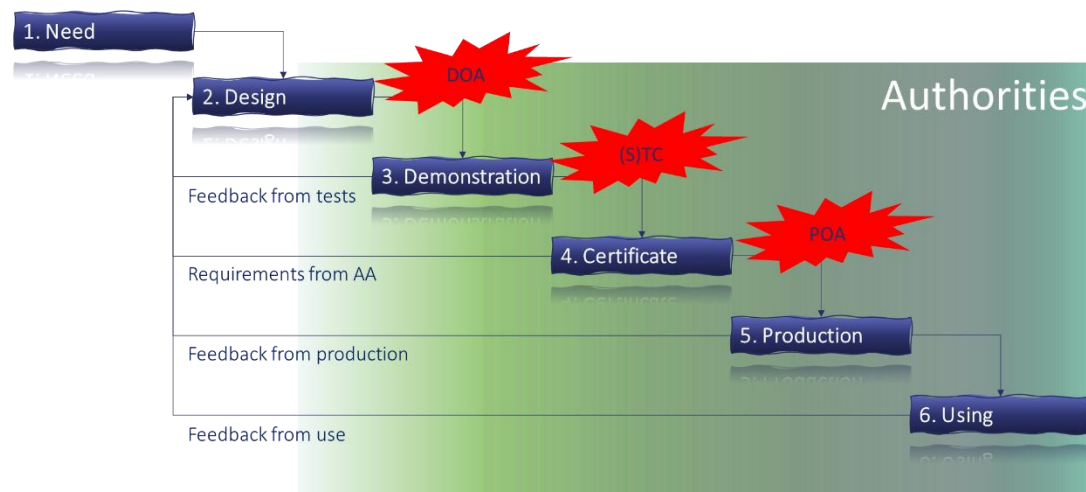 1. Need
DOA
2. Design
Authorities
(S)TC
3. Demonstration
Feedback from tests
POA
4. Certificate
Requirements from AA
5. Production
Feedback from production
6. Using
Feedback from use